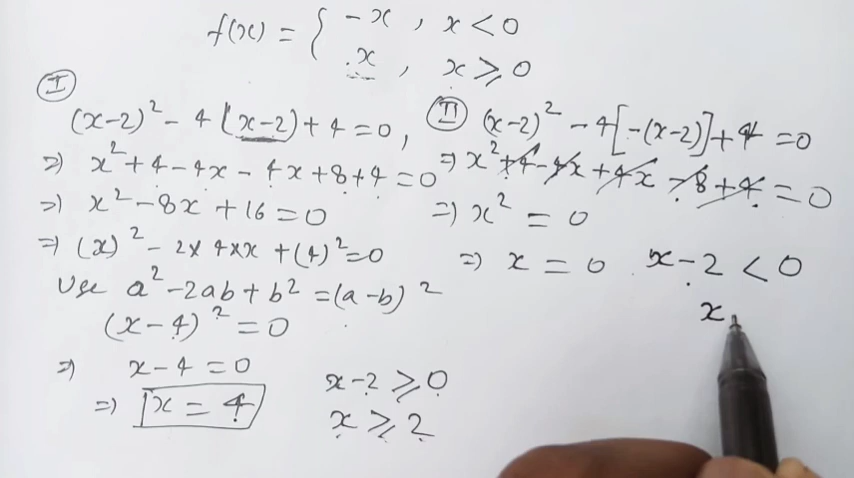 f(x) = { -x , x < 0
x , x ⩾ 0
I
(x-2)² - 4(x-2) + 4 = 0,
⇒ x² + 4 - 4x - 4x + 8 + 4 = 0
⇒ x² - 8x + 16 = 0
⇒ (x)² - 2x 4xx + (4)² = 0
Use a² - 2ab + b² = (a-b)²
(x-4)² = 0
⇒ x - 4 = 0
⇒ x = 4
x-2 ⩾ 0
x ⩾ 2
II (x-2)² - 4[-(x-2)] + 4 = 0
⇒ x² + 4 - 4x + 4x - 8 + 4 = 0
⇒ x² = 0
⇒ x = 0
x - 2 < 0
x